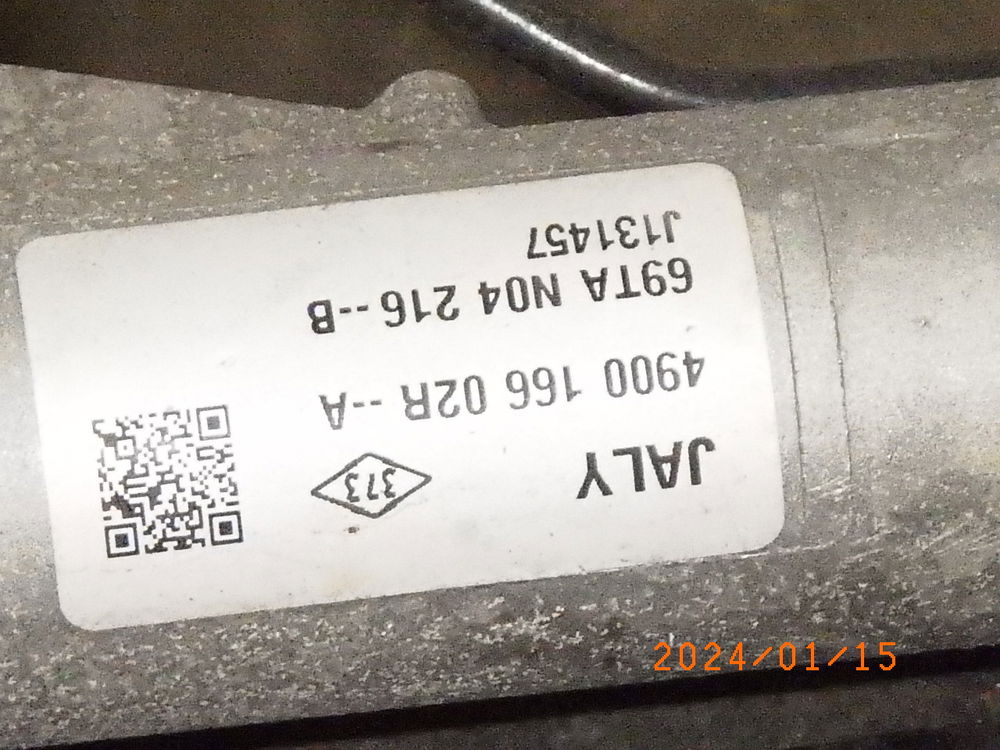 JALY
373
4900 166 02R --A
69TA N04 216--B
J131457
2024/01/15